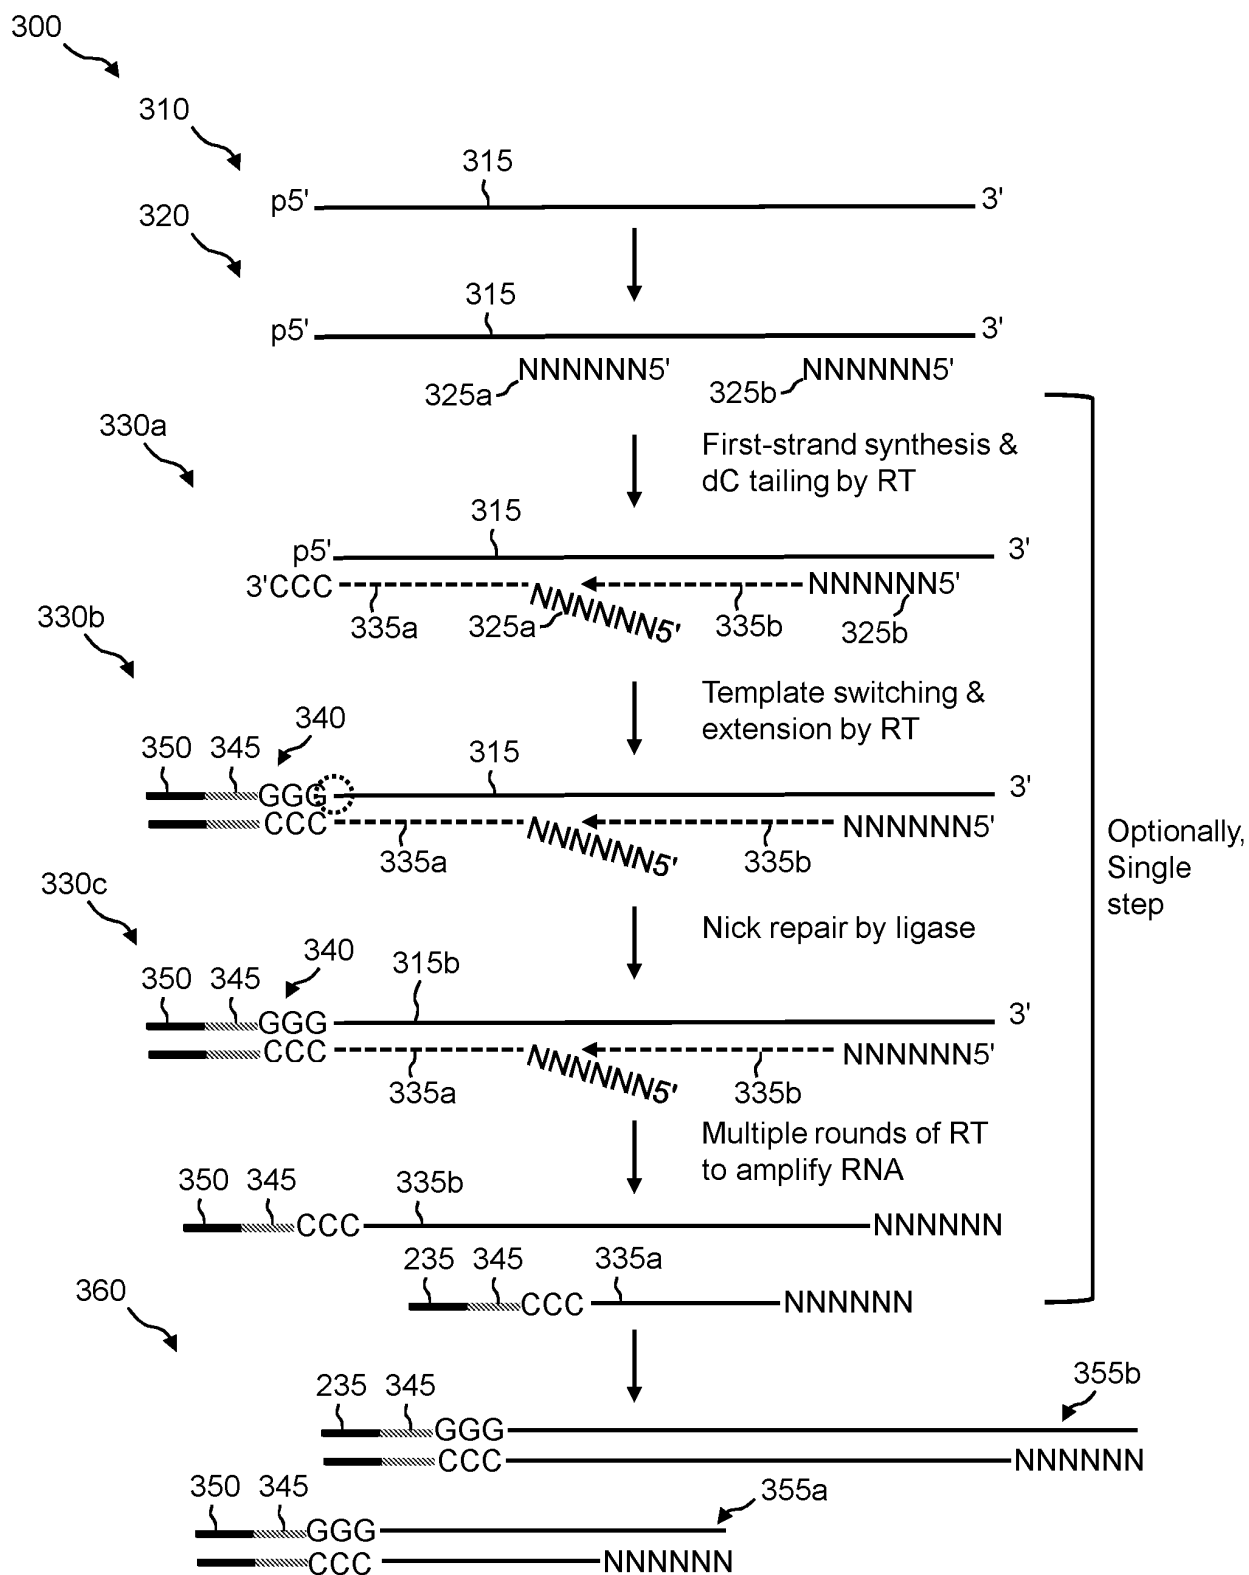 300
310
315
p5' 3'
320
315
p5' 3'
NNNNNN5' NNNNNN5'
325a 325b
330a
First-strand synthesis &
dC tailing by RT
315
p5' 3'
3'CCC NNNNNN5' NNNNNN5'
335a 325a 335b 325b
330b
Template switching &
extension by RT
340
350 345 315
GGG 3'
CCC NNNNNN5' NNNNNN5'
335a 335b
Optionally,
Single
step
330c
Nick repair by ligase
340
350 345 315b
GGG 3'
CCC NNNNNN5' NNNNNN5'
335a 335b
Multiple rounds of RT
to amplify RNA
350 345 335b
CCC NNNNNN
235 345 335a
CCC NNNNNN
360
235 345 355b
GGG
CCC NNNNNN
350 345 355a
GGG
CCC NNNNNN